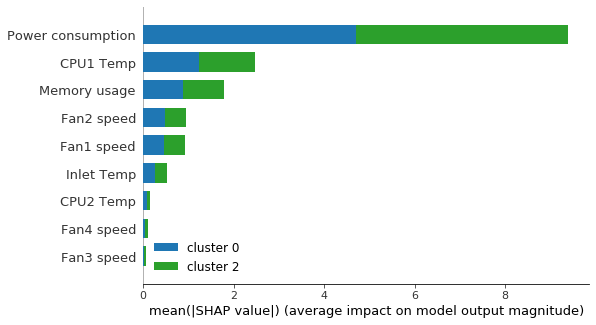 Power consumption
CPU1 Temp
Memory usage
Fan2 speed
Fan1 speed
Inlet Temp
CPU2 Temp
Fan4 speed
Fan3 speed
cluster 0
cluster 2
0 2 4 6 8
mean(|SHAP value|) (average impact on model output magnitude)